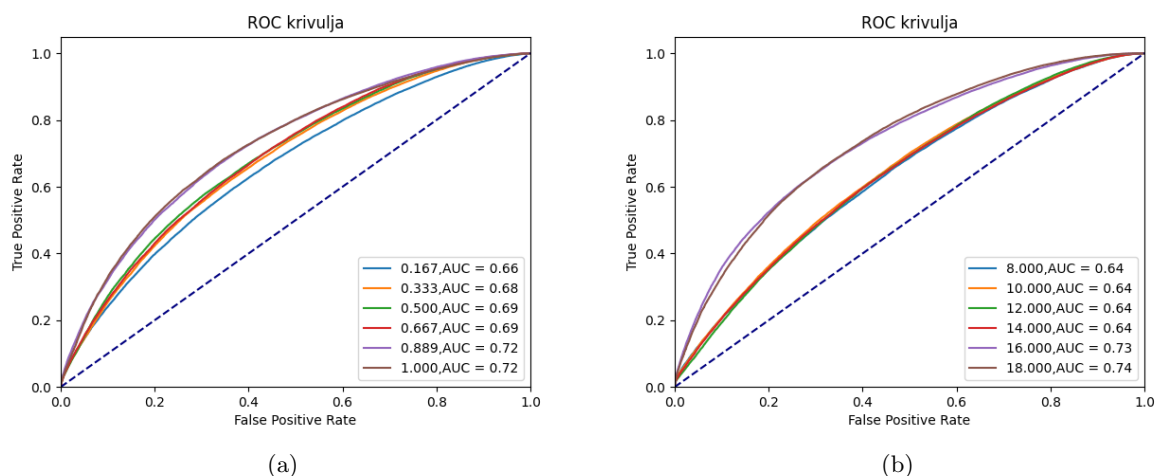 ROC krivulja
True Positive Rate
1.0
0.8
0.6
0.4
0.2
0.0
0.167,AUC = 0.66
0.333,AUC = 0.68
0.500,AUC = 0.69
0.667,AUC = 0.69
0.889,AUC = 0.72
1.000,AUC = 0.72
0.0 0.2 0.4 0.6 0.8 1.0
False Positive Rate
(a)
ROC krivulja
True Positive Rate
1.0
0.8
0.6
0.4
0.2
0.0
8.000,AUC = 0.64
10.000,AUC = 0.64
12.000,AUC = 0.64
14.000,AUC = 0.64
16.000,AUC = 0.73
18.000,AUC = 0.74
0.0 0.2 0.4 0.6 0.8 1.0
False Positive Rate
(b)